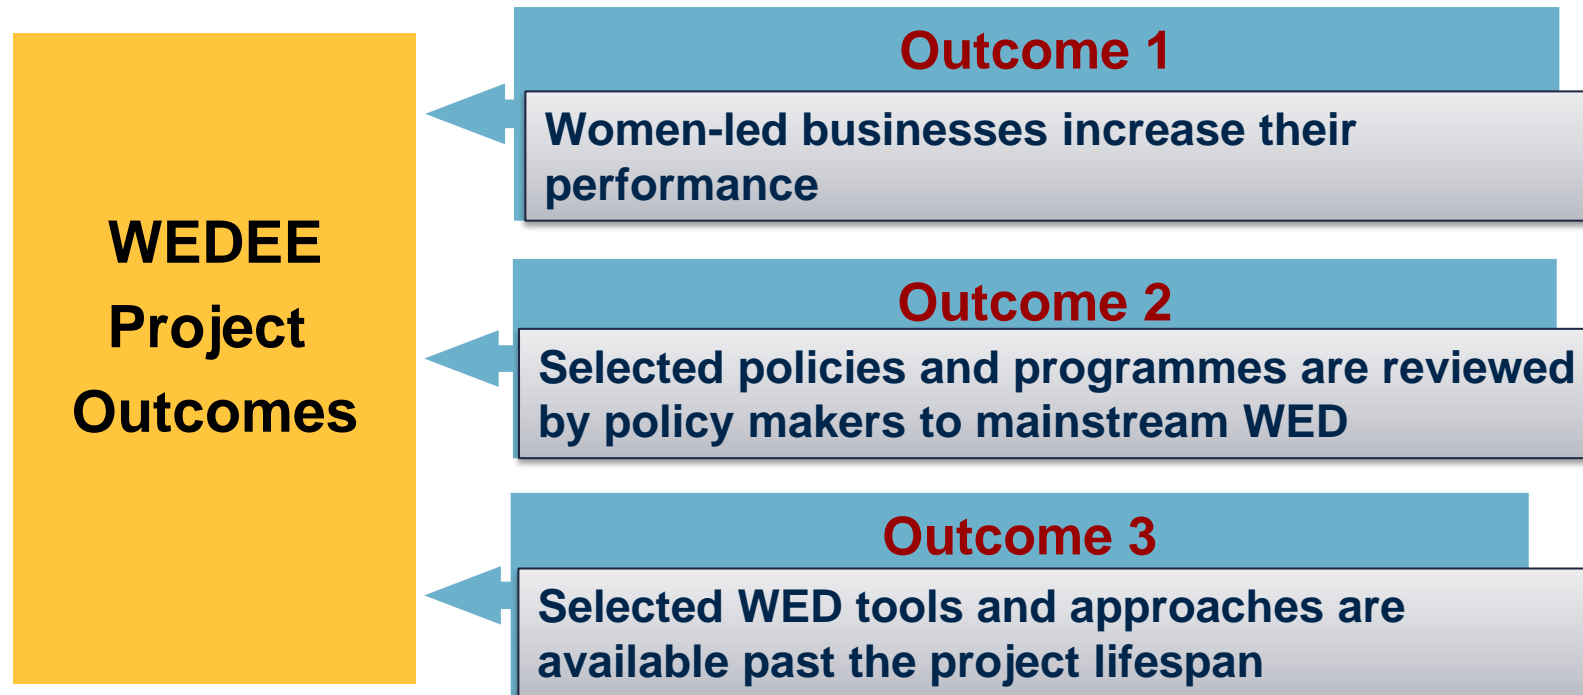 WEDEE
Project
Outcomes
Outcome 1
Women-led businesses increase their
performance
Outcome 2
Selected policies and programmes are reviewed
by policy makers to mainstream WED
Outcome 3
Selected WED tools and approaches are
available past the project lifespan